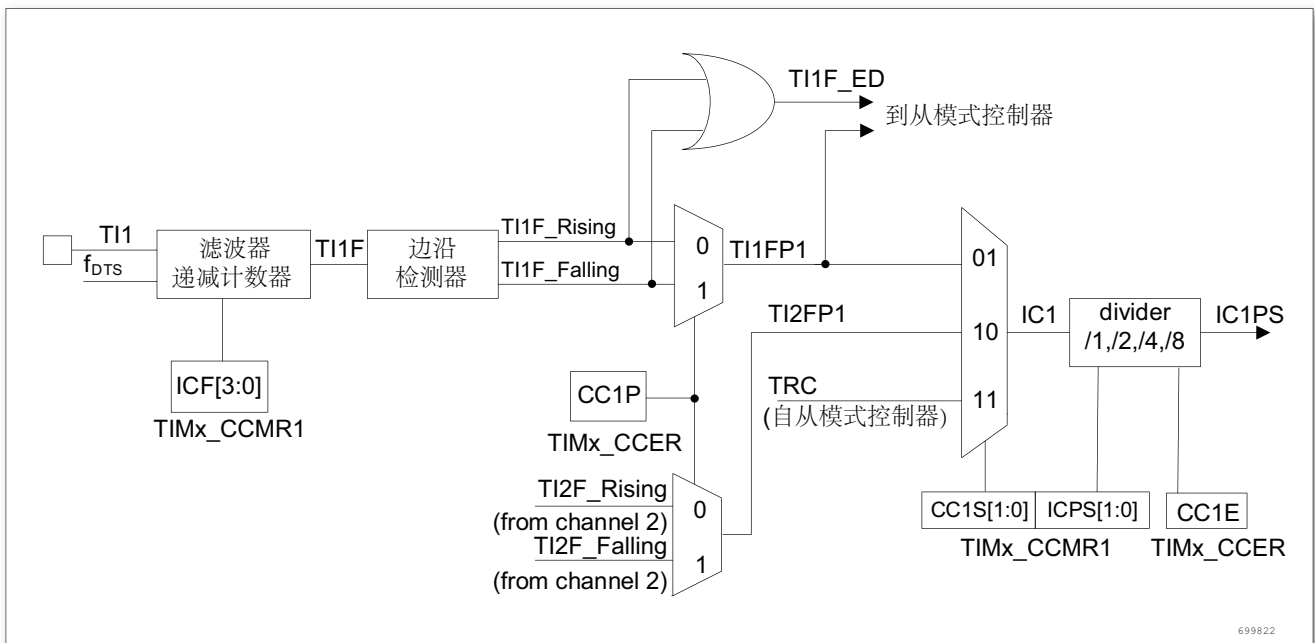 TI1F_ED
到从模式控制器
TI1
f_DTS
滤波器
递减计数器
TI1F
边沿
检测器
TI1F_Rising
TI1F_Falling
0
1
TI1FP1
01
TI2FP1
10
IC1
divider
/1,/2,/4,/8
IC1PS
ICF[3:0]
TIMx_CCMR1
CC1P
TIMx_CCER
TRC
(自从模式控制器)
11
TI2F_Rising
(from channel 2)
TI2F_Falling
(from channel 2)
0
1
CC1S[1:0]
ICPS[1:0]
CC1E
TIMx_CCMR1
TIMx_CCER
699822